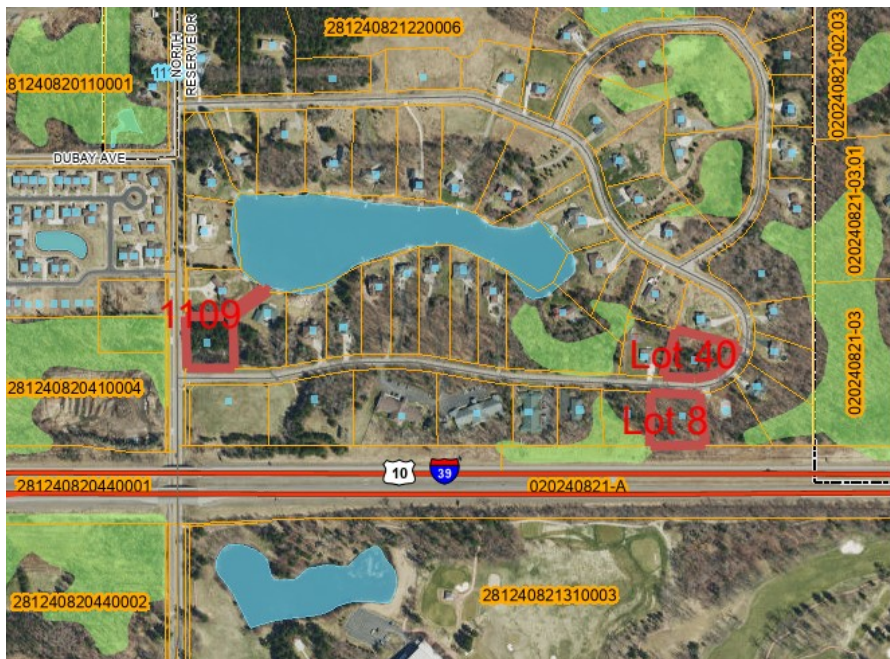 281240821220006
NORTH
RESERVE DR
11
281240820110001
020240821-02.03
DUBAY AVE
020240821-03.01
1109
Lot 40
020240821-03
281240820410004
Lot 8
10
39
281240820440001
020240821-A
281240820440002
281240821310003